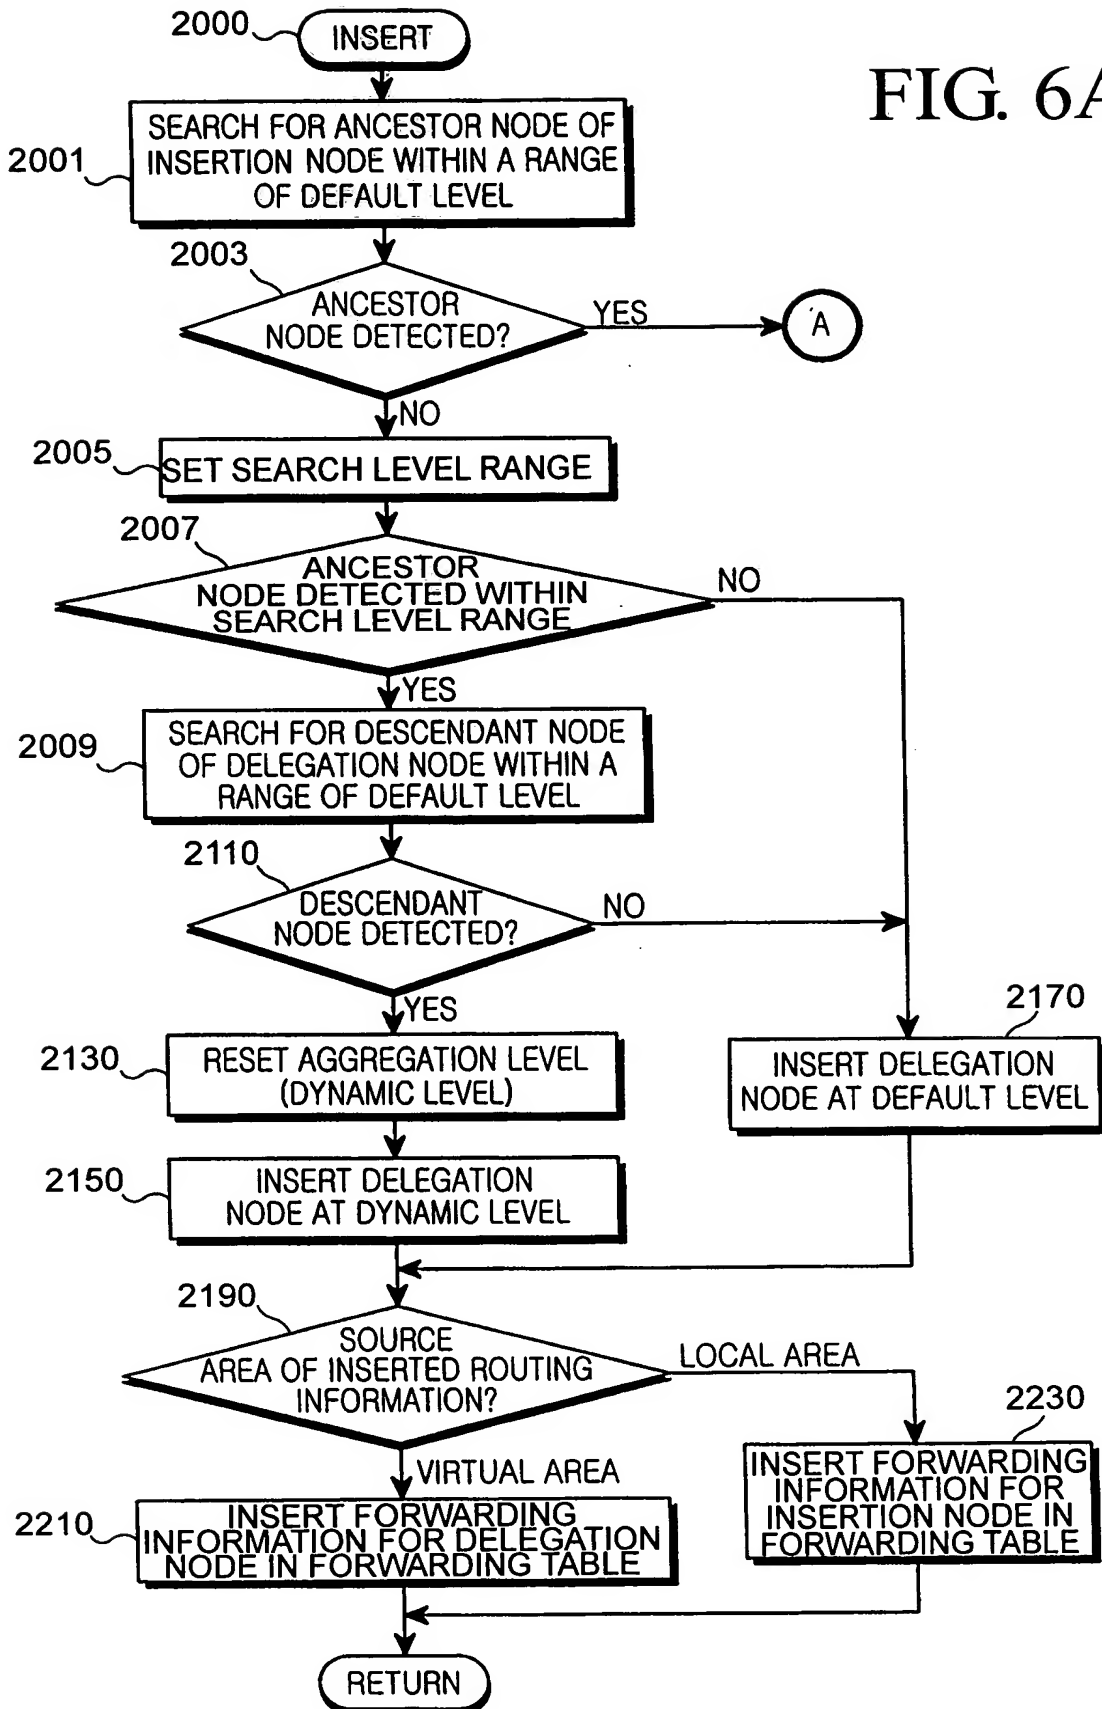 2000
INSERT
FIG. 6A
2001
SEARCH FOR ANCESTOR NODE OF
INSERTION NODE WITHIN A RANGE
OF DEFAULT LEVEL
2003
ANCESTOR
NODE DETECTED?
YES
A
NO
2005
SET SEARCH LEVEL RANGE
2007
ANCESTOR
NODE DETECTED WITHIN
SEARCH LEVEL RANGE
NO
YES
2009
SEARCH FOR DESCENDANT NODE
OF DELEGATION NODE WITHIN A
RANGE OF DEFAULT LEVEL
2110
DESCENDANT
NODE DETECTED?
NO
YES
2130
RESET AGGREGATION LEVEL
(DYNAMIC LEVEL)
2170
INSERT DELEGATION
NODE AT DEFAULT LEVEL
2150
INSERT DELEGATION
NODE AT DYNAMIC LEVEL
2190
SOURCE
AREA OF INSERTED ROUTING
INFORMATION?
LOCAL AREA
VIRTUAL AREA
2230
INSERT FORWARDING
INFORMATION FOR
INSERTION NODE IN
FORWARDING TABLE
2210
INSERT FORWARDING
INFORMATION FOR DELEGATION
NODE IN FORWARDING TABLE
RETURN